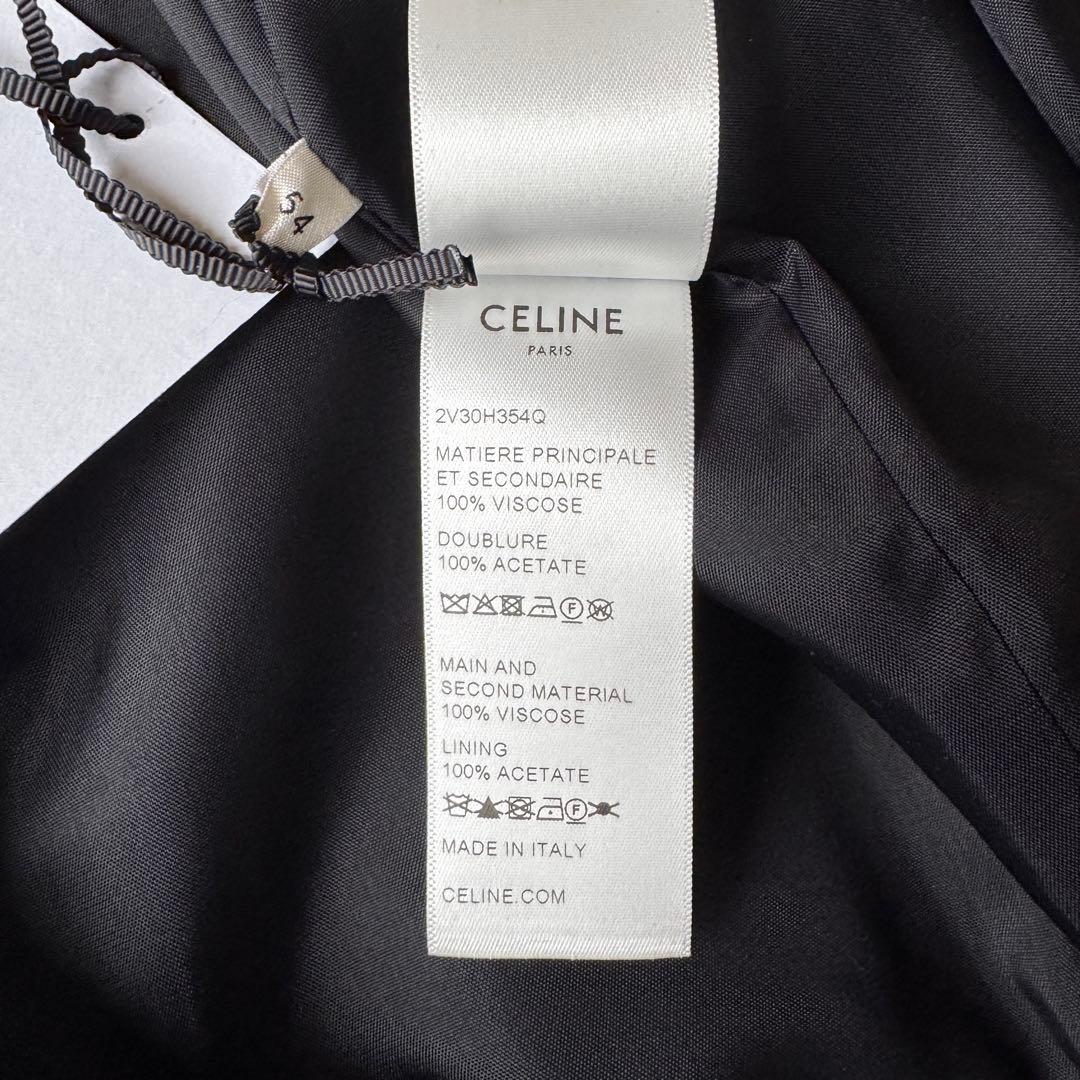 64
CELINE
PARIS
2V30H354Q
MATIERE PRINCIPALE
ET SECONDAIRE
100% VISCOSE
DOUBLURE
100% ACETATE
F W
MAIN AND
SECOND MATERIAL
100% VISCOSE
LINING
100% ACETATE
F
MADE IN ITALY
CELINE.COM